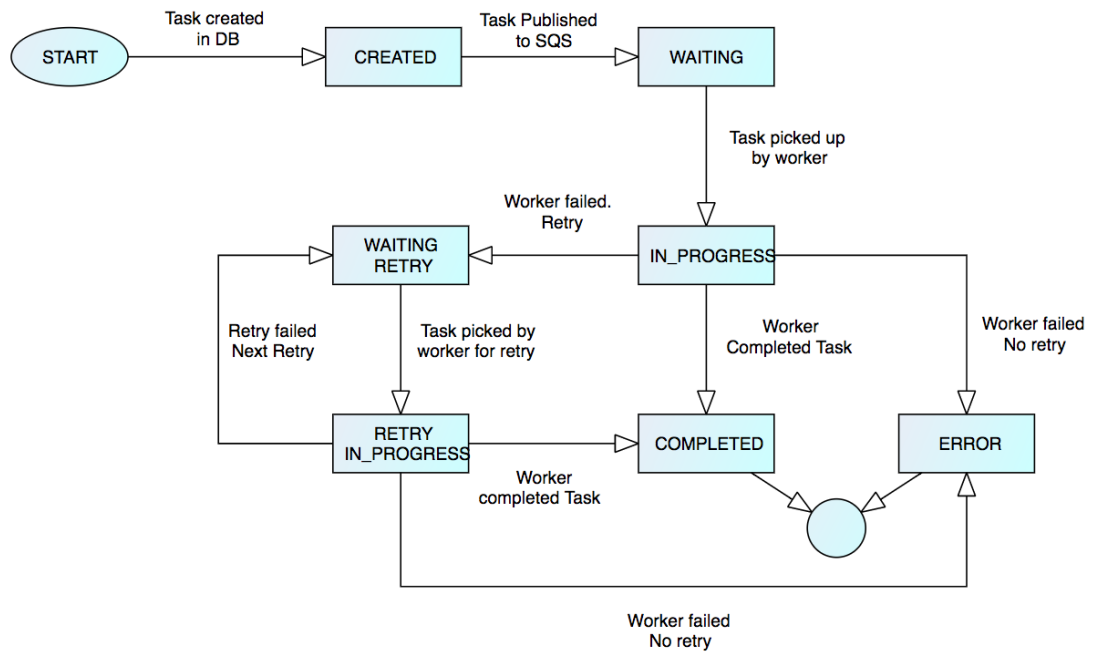 Task created
in DB
Task Published
to SQS
START
CREATED
WAITING
Task picked up
by worker
Worker failed.
Retry
WAITING
RETRY
IN_PROGRESS
Retry failed
Next Retry
Task picked by
worker for retry
Worker
Completed Task
Worker failed
No retry
RETRY
IN_PROGRESS
COMPLETED
ERROR
Worker
completed Task
Worker failed
No retry